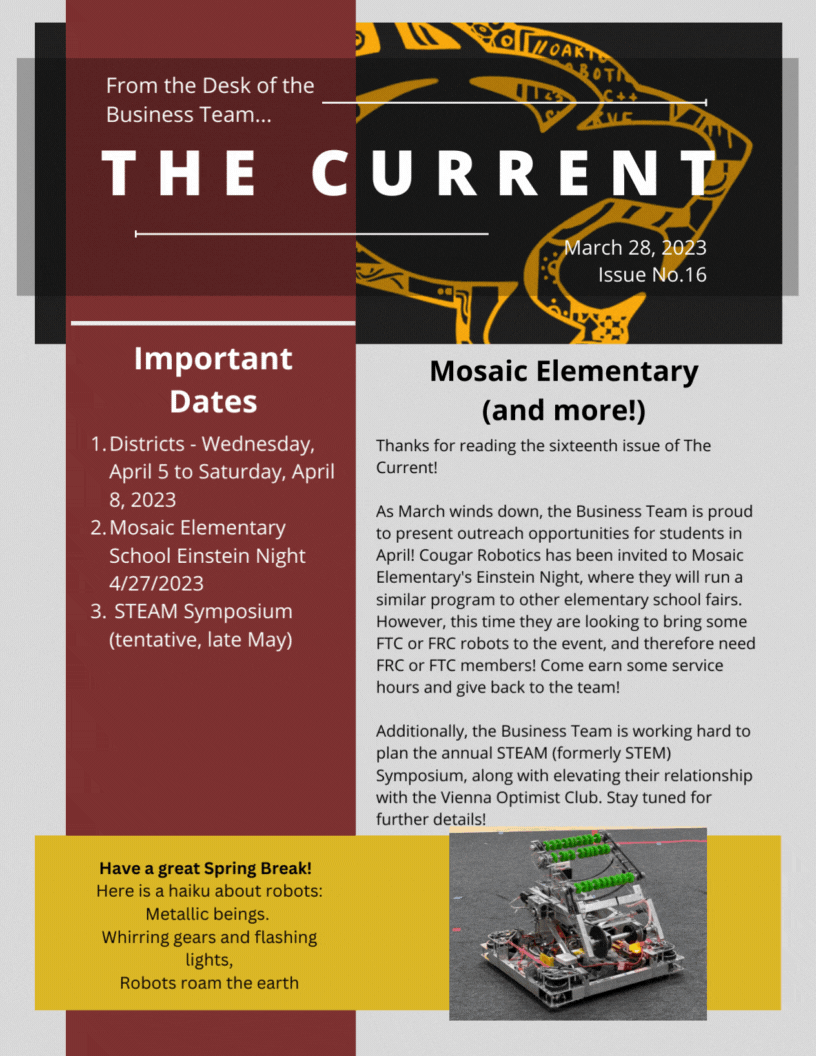 From the Desk of the
Business Team...
THE CURRENT
March 28, 2023
Issue No.16
OAKTO
ROBOTI
C++
Important
Dates
1. Districts - Wednesday,
April 5 to Saturday, April
8, 2023
2. Mosaic Elementary
School Einstein Night
4/27/2023
3. STEAM Symposium
(tentative, late May)
Mosaic Elementary
(and more!)
Thanks for reading the sixteenth issue of The
Current!
As March winds down, the Business Team is proud
to present outreach opportunities for students in
April! Cougar Robotics has been invited to Mosaic
Elementary's Einstein Night, where they will run a
similar program to other elementary school fairs.
However, this time they are looking to bring some
FTC or FRC robots to the event, and therefore need
FRC or FTC members! Come earn some service
hours and give back to the team!
Additionally, the Business Team is working hard to
plan the annual STEAM (formerly STEM)
Symposium, along with elevating their relationship
with the Vienna Optimist Club. Stay tuned for
further details!
Have a great Spring Break!
Here is a haiku about robots:
Metallic beings.
Whirring gears and flashing
lights,
Robots roam the earth